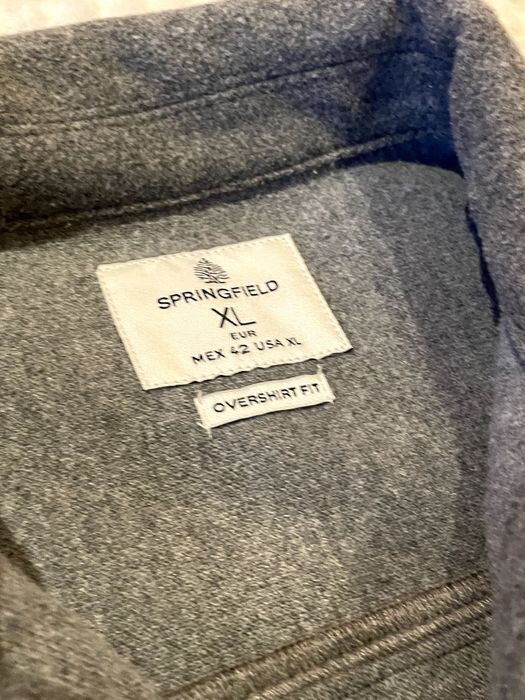 SPRINGFIELD
XL
EUR
MEX 42 USA XL
OVERSHIRT FIT